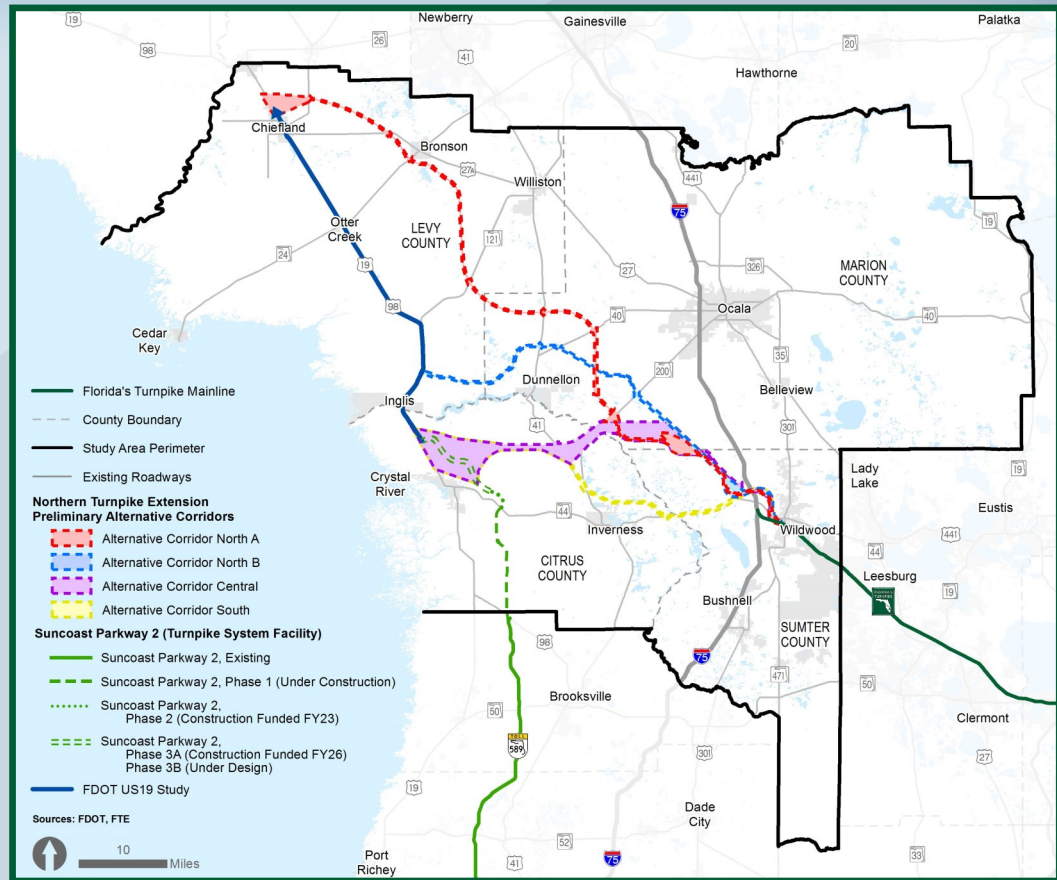 19
98
Newberry
26
41
Gainesville
20
Palatka
Hawthorne
Chiefland
Bronson
27A
Williston
441
75
19
Otter
Creek
LEVY
COUNTY
121
24
19
98
27
326
MARION
COUNTY
Ocala
40
40
Cedar
Key
35
200
Dunnellon
Belleview
Inglis
41
301
Crystal
River
44
Inverness
Wildwood
Lady
Lake
19
Eustis
441
44
Leesburg
19
CITRUS
COUNTY
Bushnell
SUMTER
COUNTY
98
75
471
50
Brooksville
50
TOLL
589
Clermont
27
301
19
Dade
City
52
41
75
33
Port
Richey
Florida's Turnpike Mainline
County Boundary
Study Area Perimeter
Existing Roadways
Northern Turnpike Extension
Preliminary Alternative Corridors
Alternative Corridor North A
Alternative Corridor North B
Alternative Corridor Central
Alternative Corridor South
Suncoast Parkway 2 (Turnpike System Facility)
Suncoast Parkway 2, Existing
Suncoast Parkway 2, Phase 1 (Under Construction)
Suncoast Parkway 2,
Phase 2 (Construction Funded FY23)
Suncoast Parkway 2,
Phase 3A (Construction Funded FY26)
Phase 3B (Under Design)
FDOT US19 Study
Sources: FDOT, FTE
10
Miles